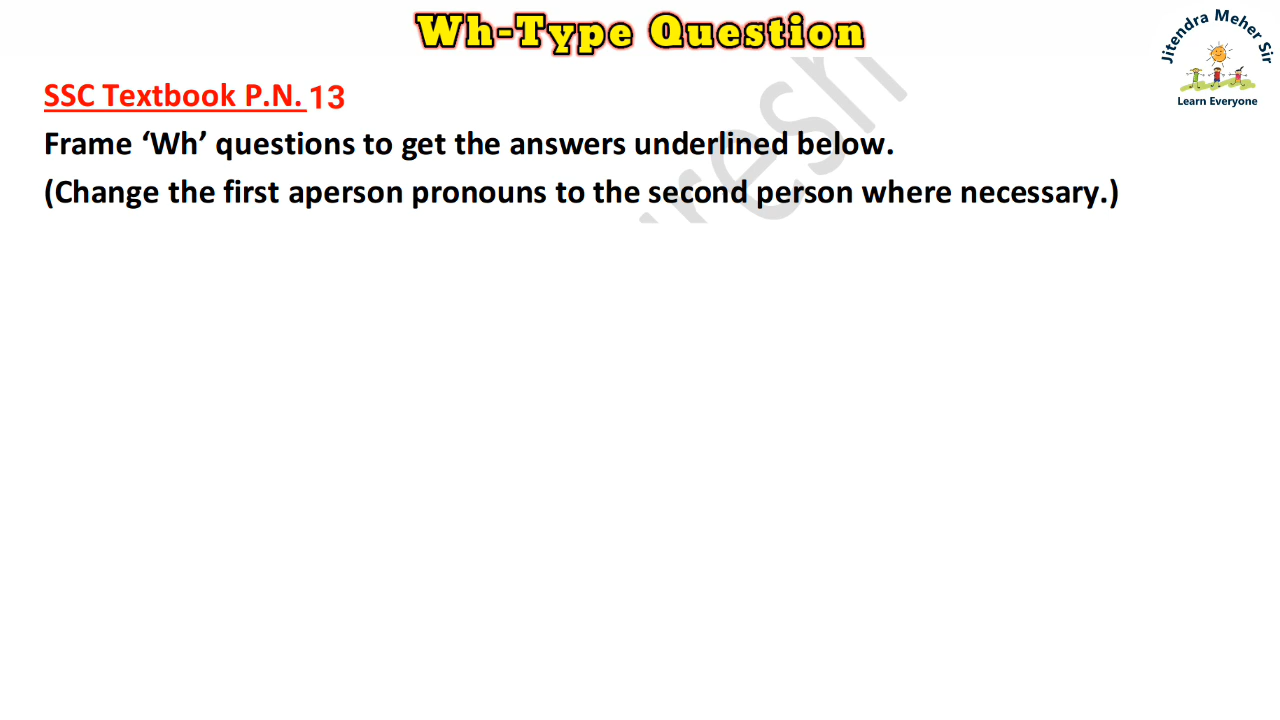 Wh-Type Question
Jitendra Meher Sir
Learn Everyone
SSC Textbook P.N. 13
Frame ‘Wh’ questions to get the answers underlined below.
(Change the first aperson pronouns to the second person where necessary.)